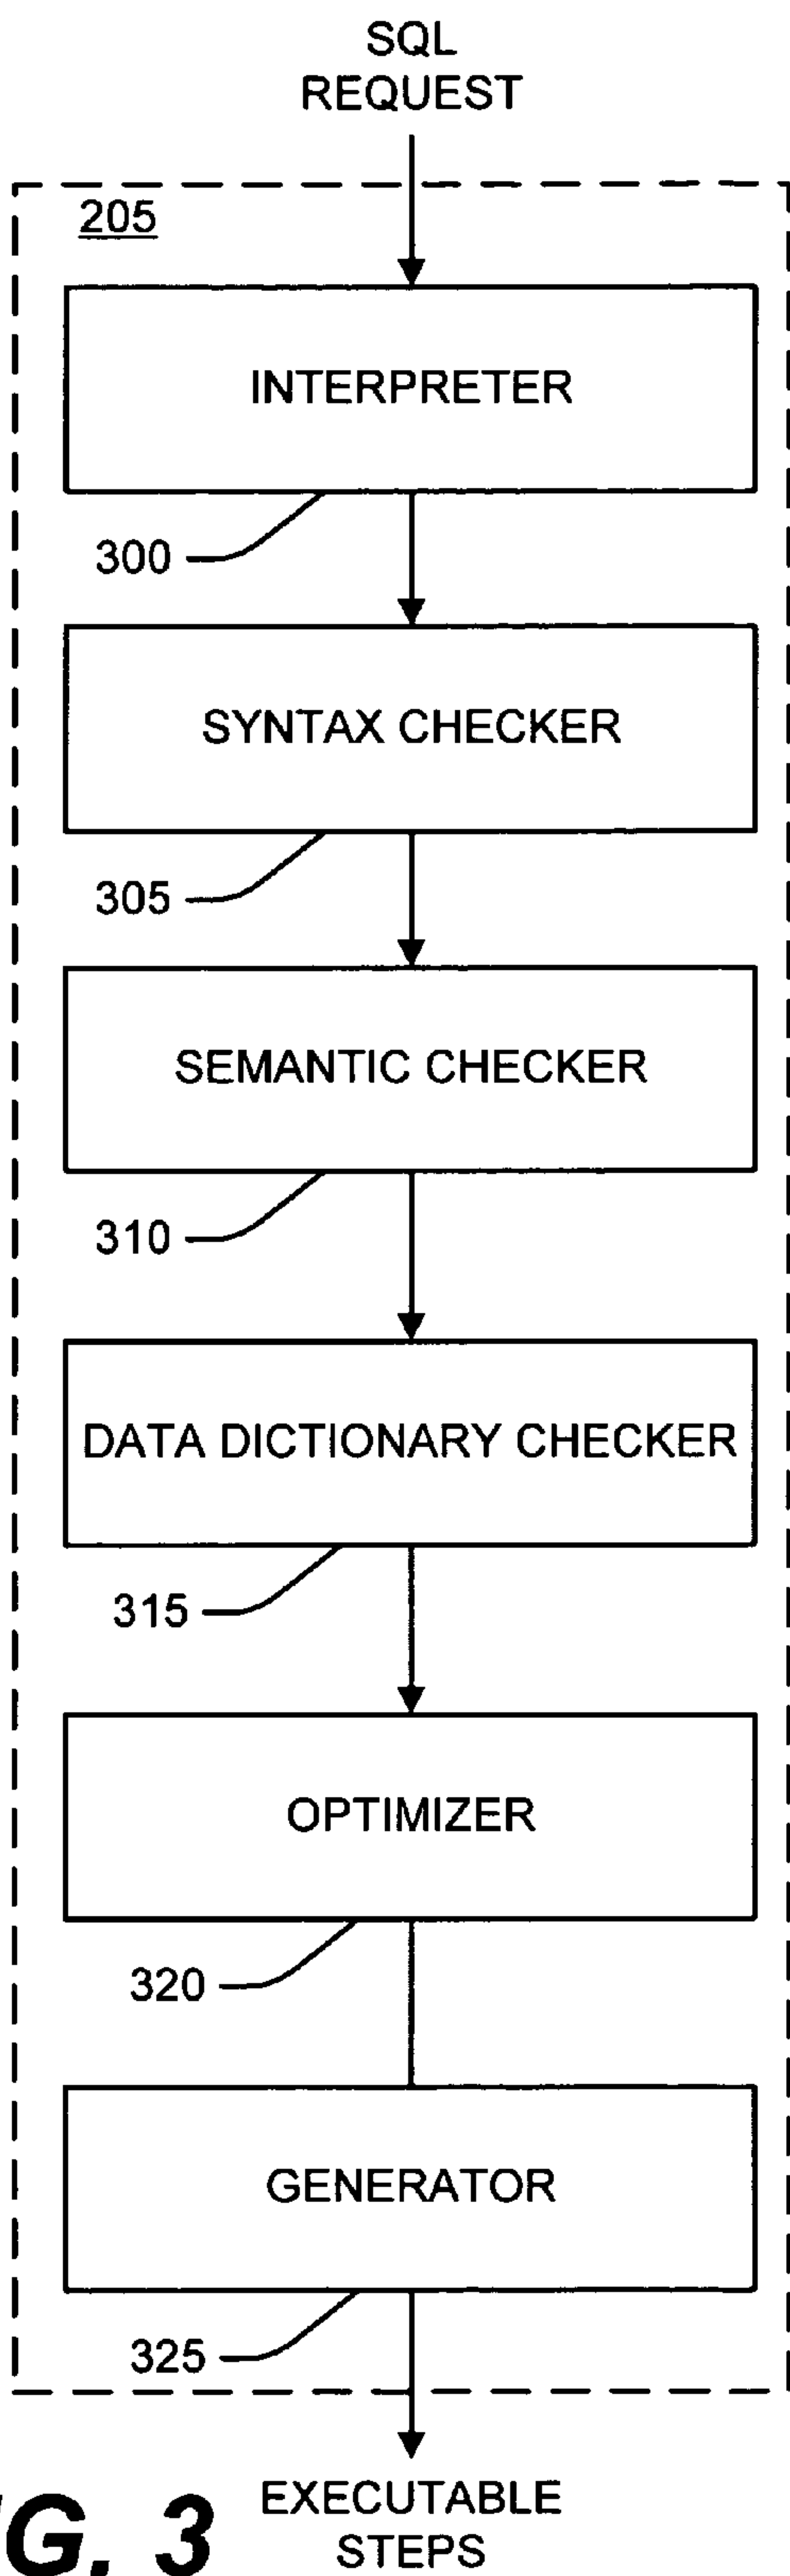 SQL
REQUEST
205
INTERPRETER
300
SYNTAX CHECKER
305
SEMANTIC CHECKER
310
DATA DICTIONARY CHECKER
315
OPTIMIZER
320
GENERATOR
325
EXECUTABLE
STEPS
G. 3